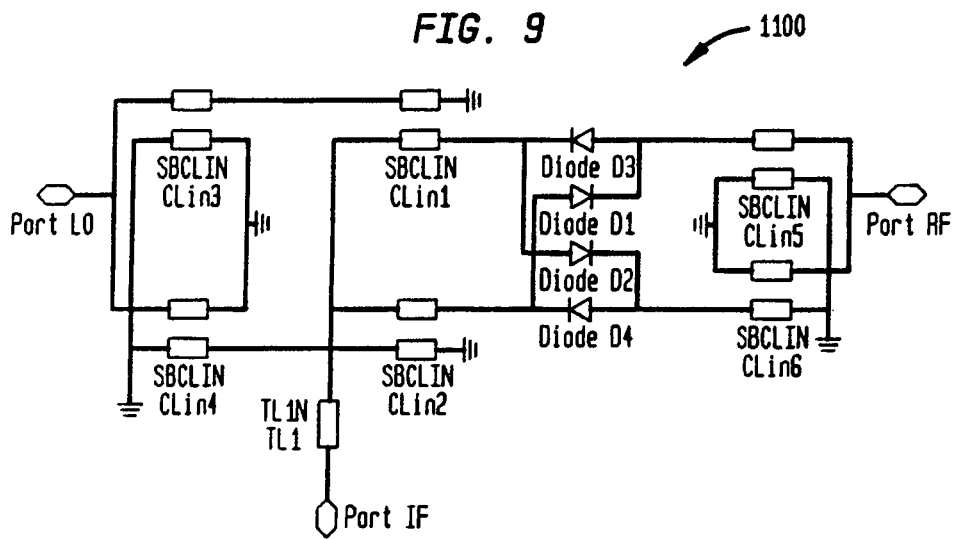 FIG. 9
1100
SBCLIN
CLin3
Port LO
SBCLIN
CLin1
Diode D3
Diode D1
Diode D2
Diode D4
SBCLIN
CLin5
Port RF
SBCLIN
CLin6
SBCLIN
CLin4
SBCLIN
CLin2
TL1N
TL1
Port IF